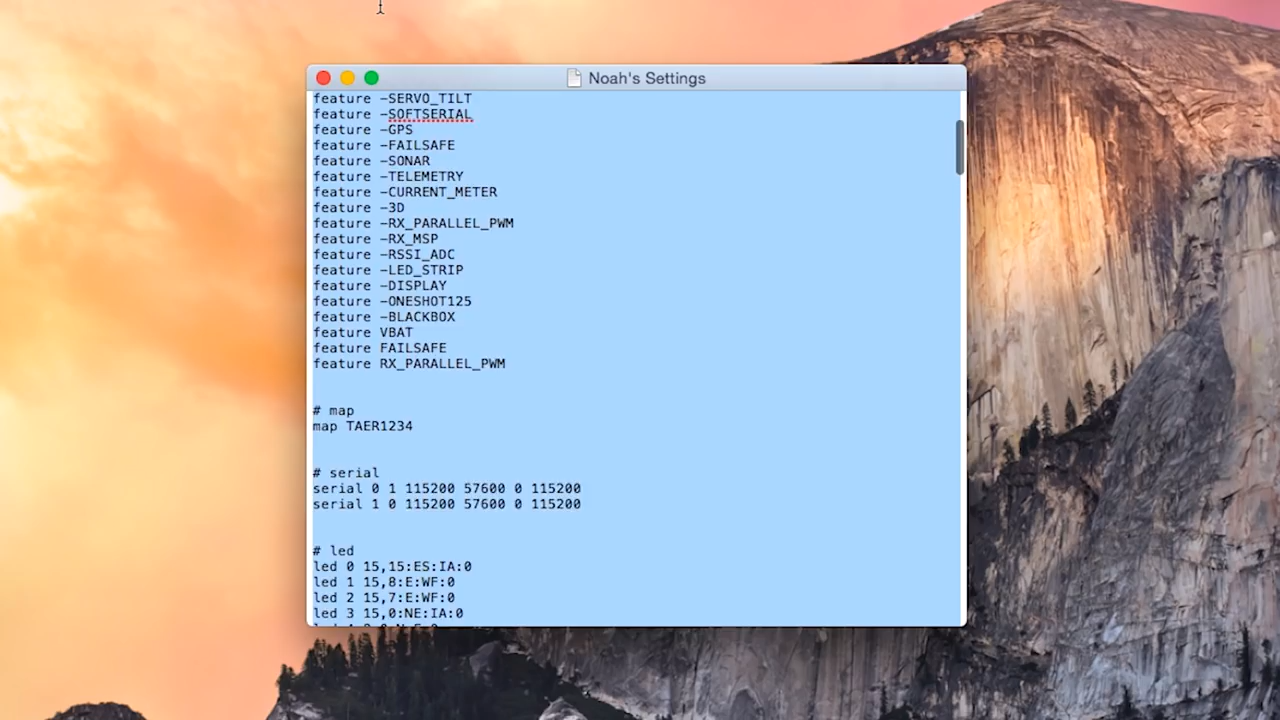 Noah's Settings
feature -SERVO_TILT
feature -SOFTSERIAL
feature -GPS
feature -FAILSAFE
feature -SONAR
feature -TELEMETRY
feature -CURRENT_METER
feature -3D
feature -RX_PARALLEL_PWM
feature -RX_MSP
feature -RSSI_ADC
feature -LED_STRIP
feature -DISPLAY
feature -ONESHOT125
feature -BLACKBOX
feature VBAT
feature FAILSAFE
feature RX_PARALLEL_PWM
# map
map TAER1234
# serial
serial 0 1 115200 57600 0 115200
serial 1 0 115200 57600 0 115200
# led
led 0 15,15:ES:IA:0
led 1 15,8:E:WF:0
led 2 15,7:E:WF:0
led 3 15,0:NE:IA:0